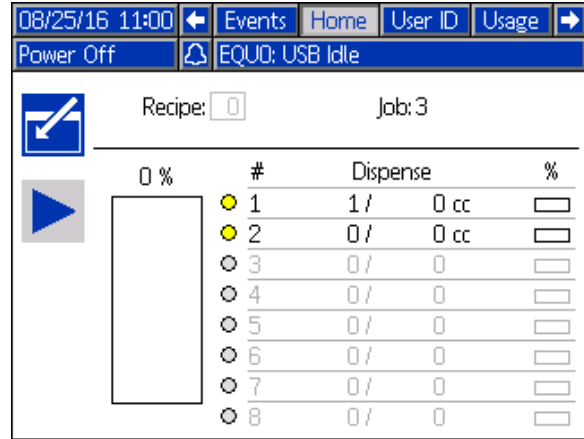 08/25/16 11:00 Events Home User ID Usage
Power Off EQU0: USB Idle
Recipe: 0 Job: 3
0 % # Dispense %
1 1 / 0 cc
2 0 / 0 cc
3 0 / 0
4 0 / 0
5 0 / 0
6 0 / 0
7 0 / 0
8 0 / 0